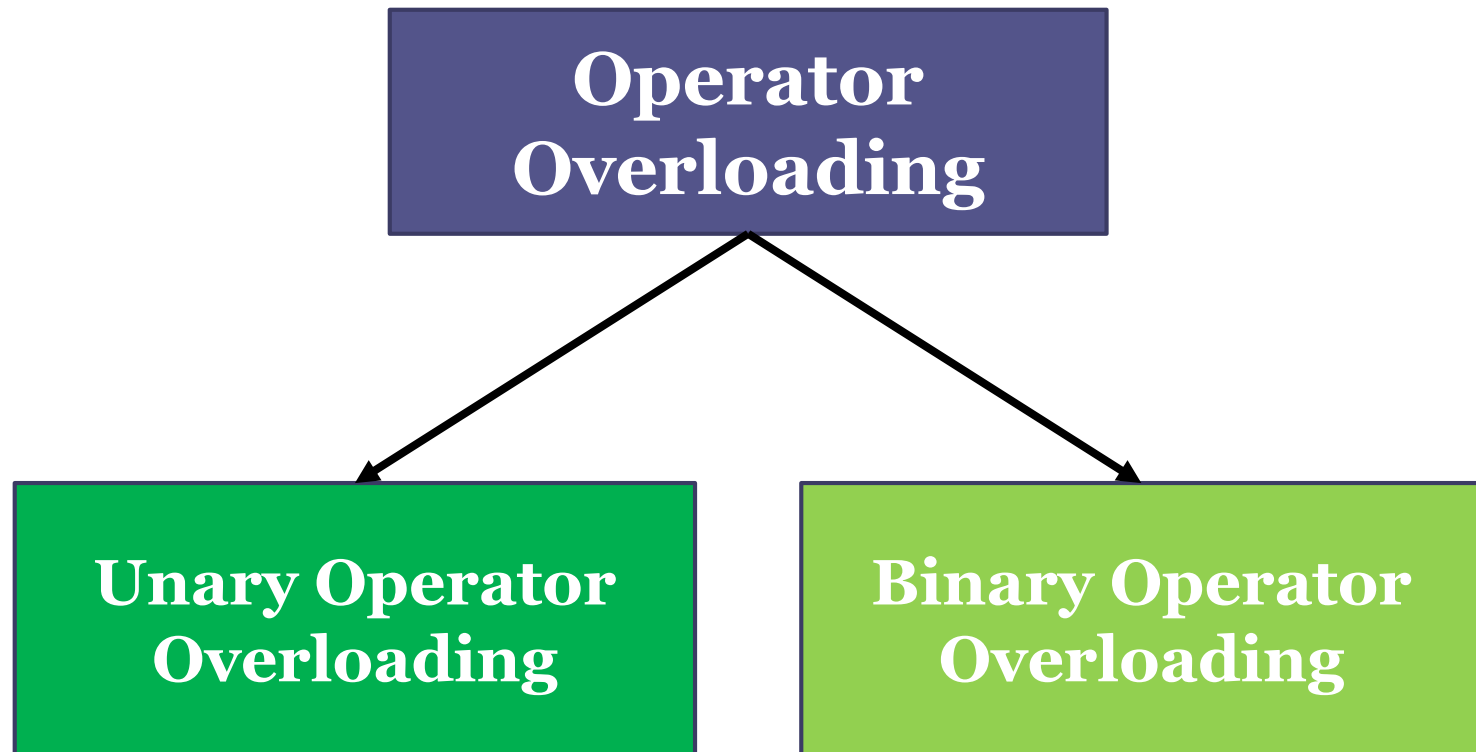 Operator
Overloading
Unary Operator
Overloading
Binary Operator
Overloading